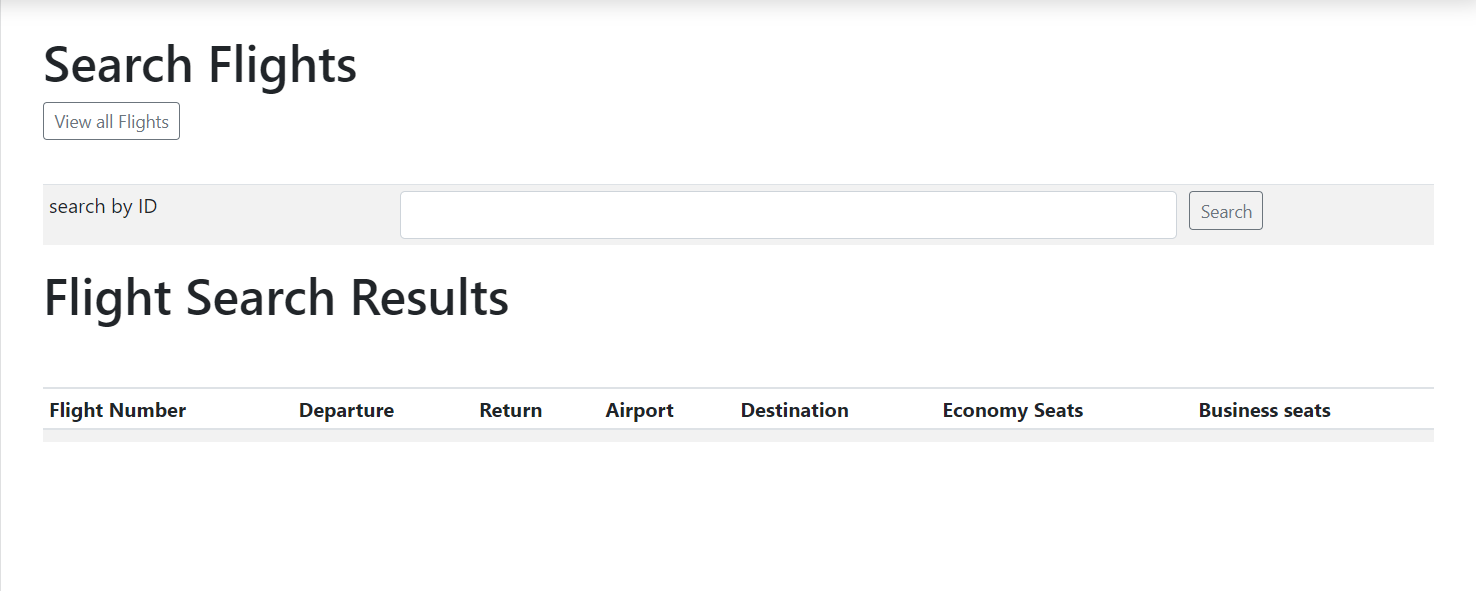 Search Flights
View all Flights
search by ID Search
Flight Search Results
Flight Number Departure Return Airport Destination Economy Seats Business seats